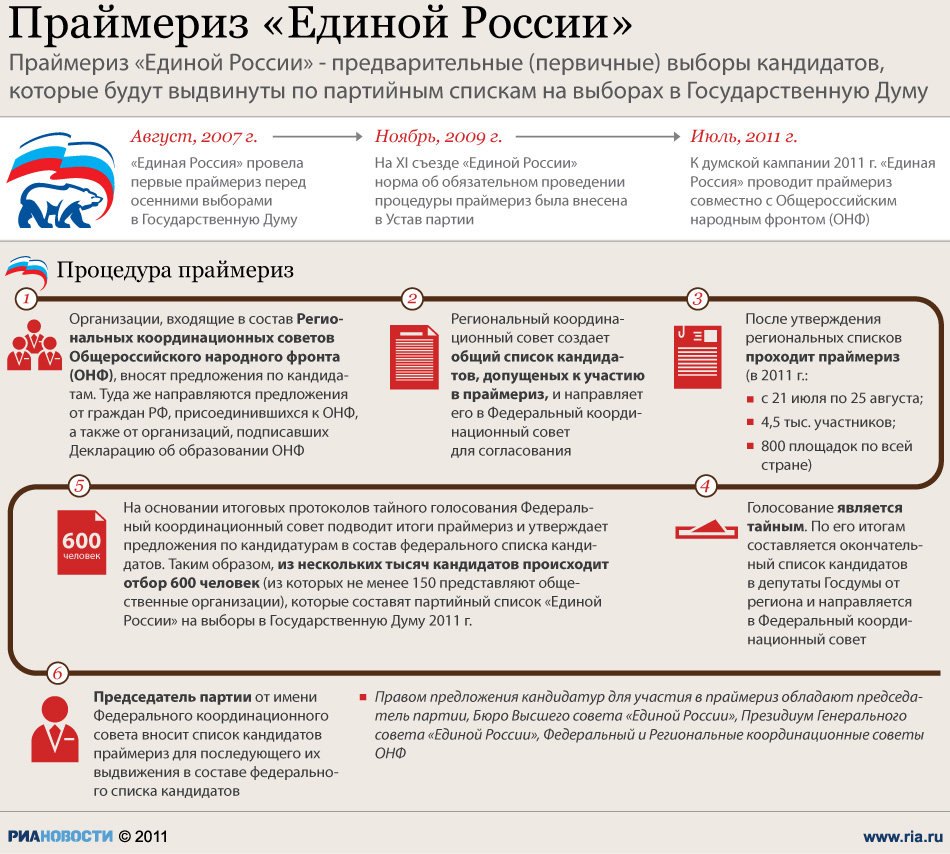 Праймериз «Единой России»
Праймериз «Единой России» - предварительные (первичные) выборы кандидатов,
которые будут выдвинуты по партийным спискам на выборах в Государственную Думу
Август, 2007 г.
«Единая Россия» провела
первые праймериз перед
осенними выборами
в Государственную Думу
Ноябрь, 2009 г.
На XI съезде «Единой России»
норма об обязательном проведении
процедуры праймериз была внесена
в Устав партии
Июль, 2011 г.
К думской кампании 2011 г. «Единая
Россия» проводит праймериз
совместно с Общероссийским
народным фронтом (ОНФ)
Процедура праймериз
1
Организации, входящие в состав Регио-
нальных координационных советов
Общероссийского народного фронта
(ОНФ), вносят предложения по кандида-
там. Туда же направляются предложения
от граждан РФ, присоединившихся к ОНФ,
а также от организаций, подписавших
Декларацию об образовании ОНФ
2
Региональный координа-
ционный совет создает
общий список кандида-
тов, допущеных к участию
в праймериз, и направляет
его в Федеральный коорди-
национный совет
для согласования
3
После утверждения
региональных списков
проходит праймериз
(в 2011 г.:
с 21 июля по 25 августа;
4,5 тыс. участников;
800 площадок по всей
стране)
4
Голосование является
тайным. По его итогам
составляется окончатель-
ный список кандидатов
в депутаты Госдумы от
региона и направляется
в Федеральный коорди-
национный совет
5
600
человек
На основании итоговых протоколов тайного голосования Федераль-
ный координационный совет подводит итоги праймериз и утверждает
предложения по кандидатурам в состав федерального списка канди-
датов. Таким образом, из нескольких тысяч кандидатов происходит
отбор 600 человек (из которых не менее 150 представляют обще-
ственные организации), которые составят партийный список «Единой
России» на выборы в Государственную Думу 2011 г.
6
Председатель партии от имени
Федерального координационного
совета вносит список кандидатов
праймериз для последующего их
выдвижения в составе федерально-
го списка кандидатов
Правом предложения кандидатур для участия в праймериз обладают председа-
тель партии, Бюро Высшего совета «Единой России», Президиум Генерального
совета «Единой России», Федеральный и Региональные координационные советы
ОНФ
РИАНОВОСТИ © 2011
www.ria.ru